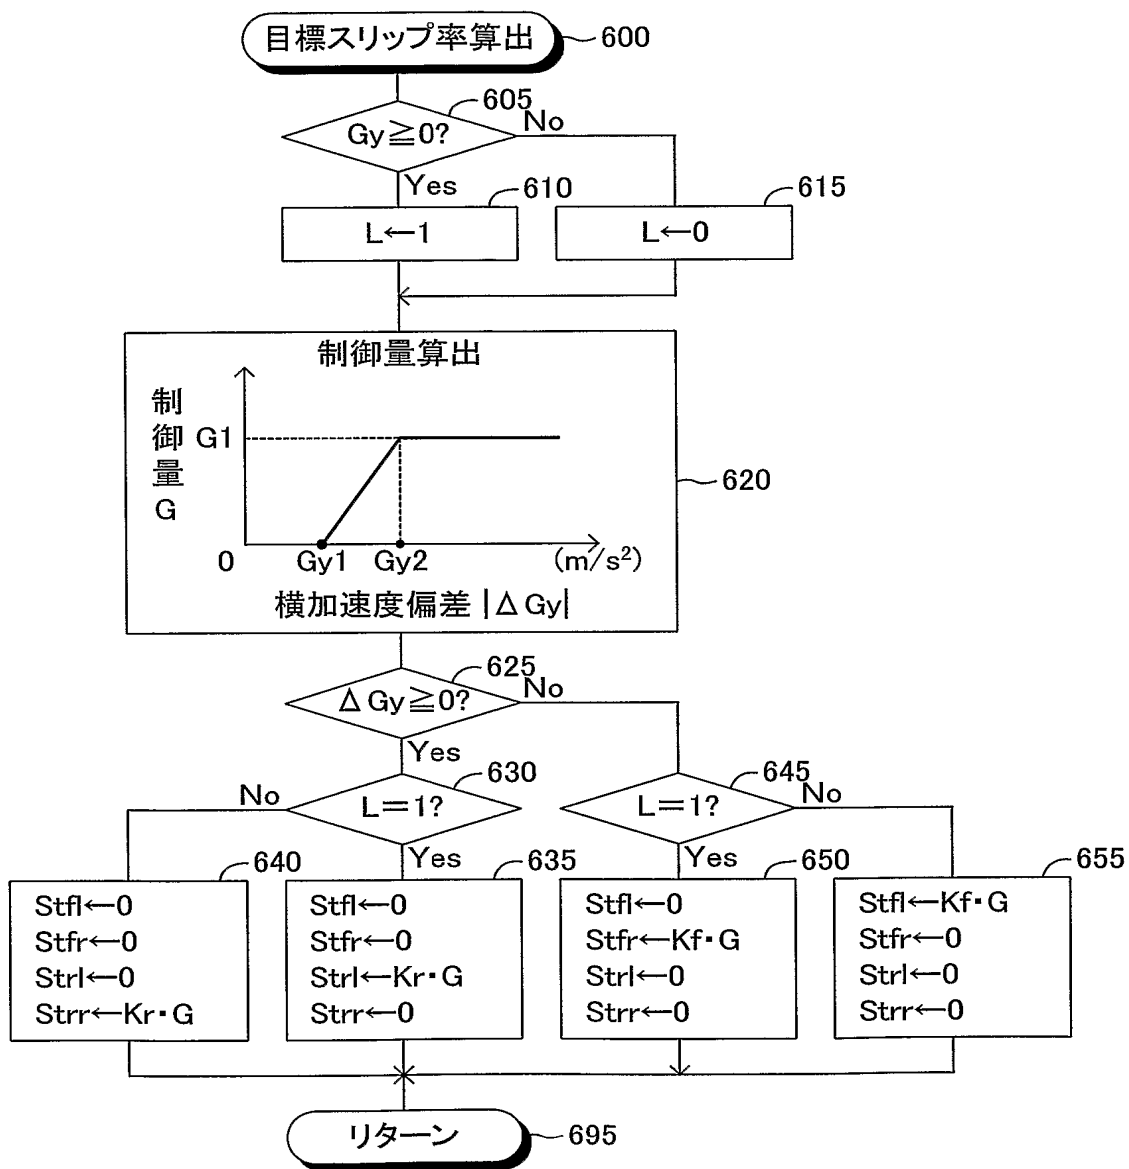 目標スリップ率算出
600
605
Gy≧0?
No
Yes
610
615
L←1
L←0
制御量算出
制御量G
G1
0
Gy1
Gy2
(m/s²)
横加速度偏差|ΔGy|
620
625
ΔGy≧0?
No
Yes
630
645
No
L=1?
L=1?
No
Yes
Yes
640
635
650
655
Stfl←0
Stfr←0
Strl←0
Strr←Kr・G
Stfl←0
Stfr←0
Strl←Kr・G
Strr←0
Stfl←0
Stfr←Kf・G
Strl←0
Strr←0
Stfl←Kf・G
Stfr←0
Strl←0
Strr←0
リターン
695